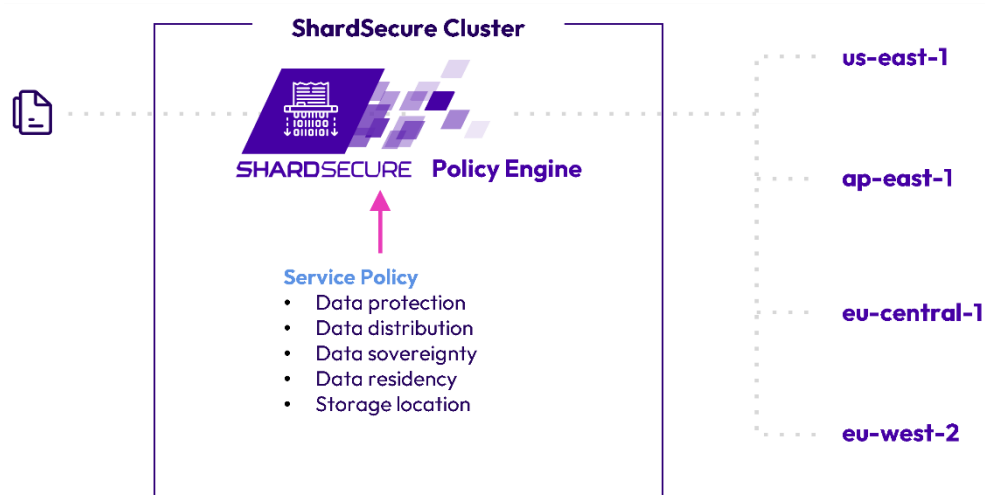 ShardSecure Cluster
SHARDSECURE Policy Engine
Service Policy
• Data protection
• Data distribution
• Data sovereignty
• Data residency
• Storage location
us-east-1
ap-east-1
eu-central-1
eu-west-2